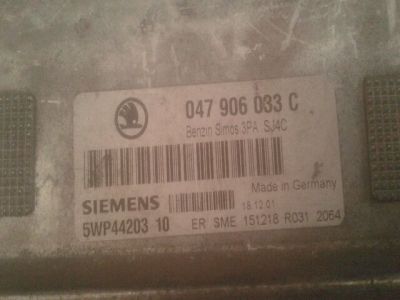 047 906 033 C
Benzin Simos 3PA SJ4C
Made in Germany
SIEMENS
18.12.01
5WP44203 10 ER SME 151218 R031 2064